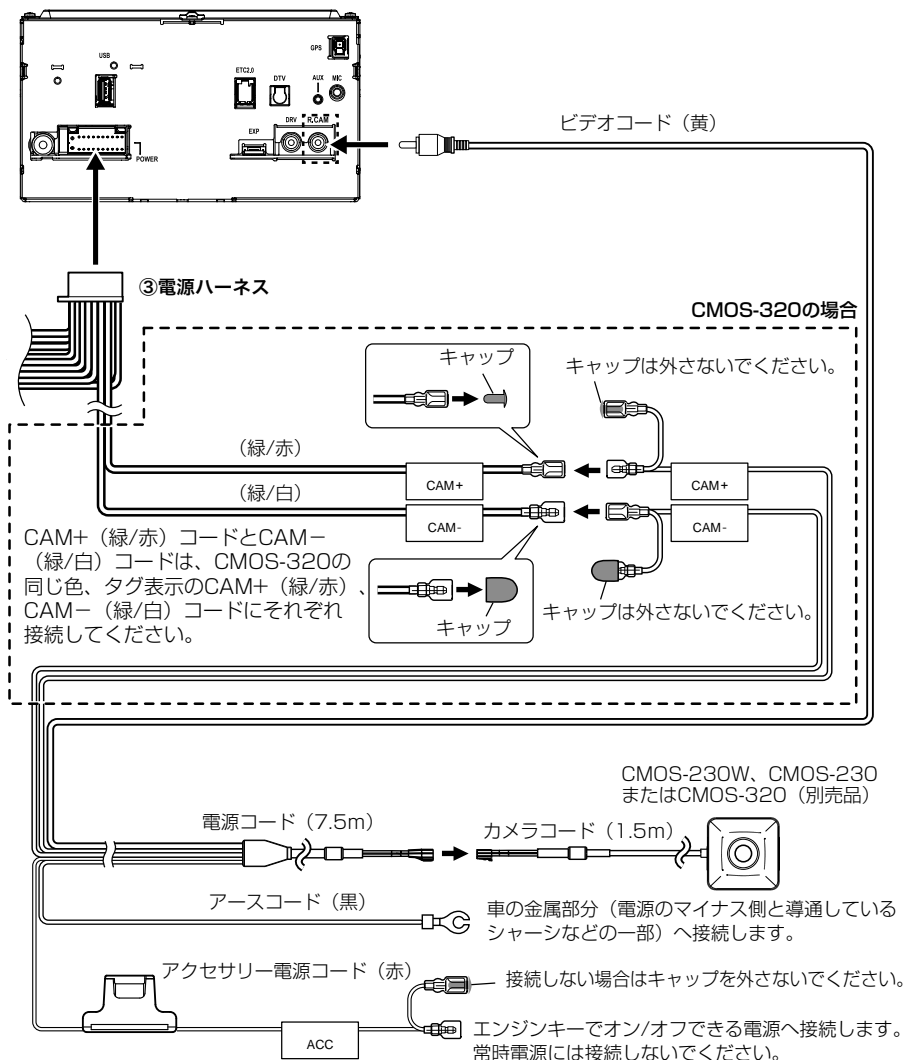 GPS
USB
ETC2.0
DTV
AUX
MIC
DRV
R.CAM
EXP
POWER
ビデオコード（黄）
③電源ハーネス
CMOS-320の場合
キャップ
キャップは外さないでください。
（緑/赤）
CAM+
CAM+
（緑/白）
CAM-
CAM-
CAM+（緑/赤）コードとCAM−
（緑/白）コードは、CMOS-320の
同じ色、タグ表示のCAM+（緑/赤）、
CAM−（緑/白）コードにそれぞれ
接続してください。
キャップ
キャップは外さないでください。
CMOS-230W、CMOS-230
またはCMOS-320（別売品）
電源コード（7.5m）
カメラコード（1.5m）
アースコード（黒）
車の金属部分（電源のマイナス側と導通している
シャーシなどの一部）へ接続します。
アクセサリー電源コード（赤）
接続しない場合はキャップを外さないでください。
ACC
エンジンキーでオン/オフできる電源へ接続します。
常時電源には接続しないでください。